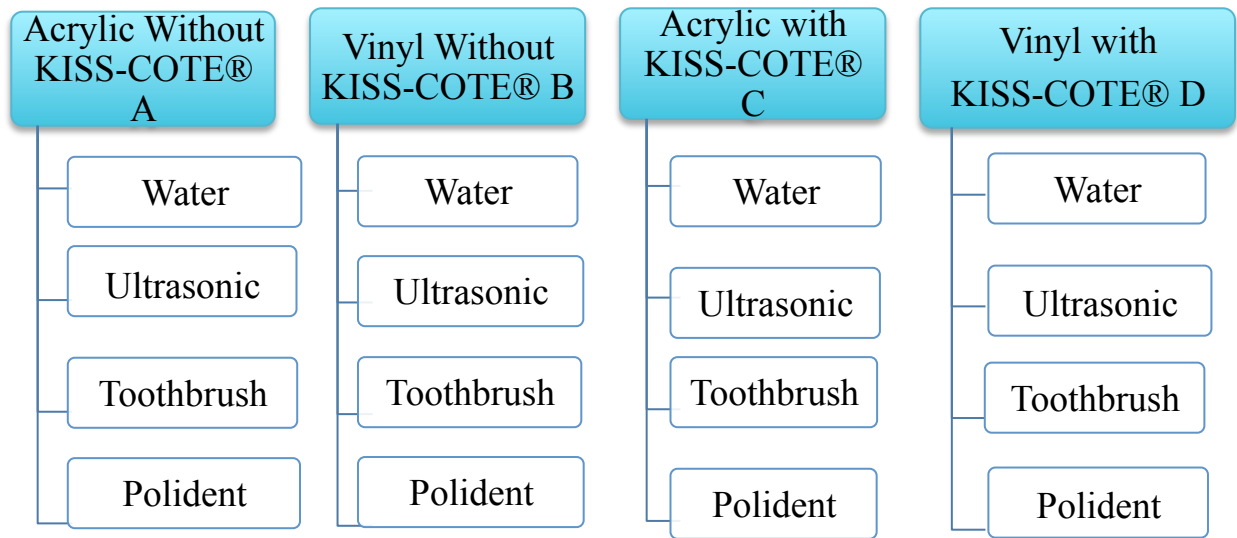 Acrylic Without
KISS-COTE®
A
Water
Ultrasonic
Toothbrush
Polident
Vinyl Without
KISS-COTE® B
Water
Ultrasonic
Toothbrush
Polident
Acrylic with
KISS-COTE®
C
Water
Ultrasonic
Toothbrush
Polident
Vinyl with
KISS-COTE® D
Water
Ultrasonic
Toothbrush
Polident